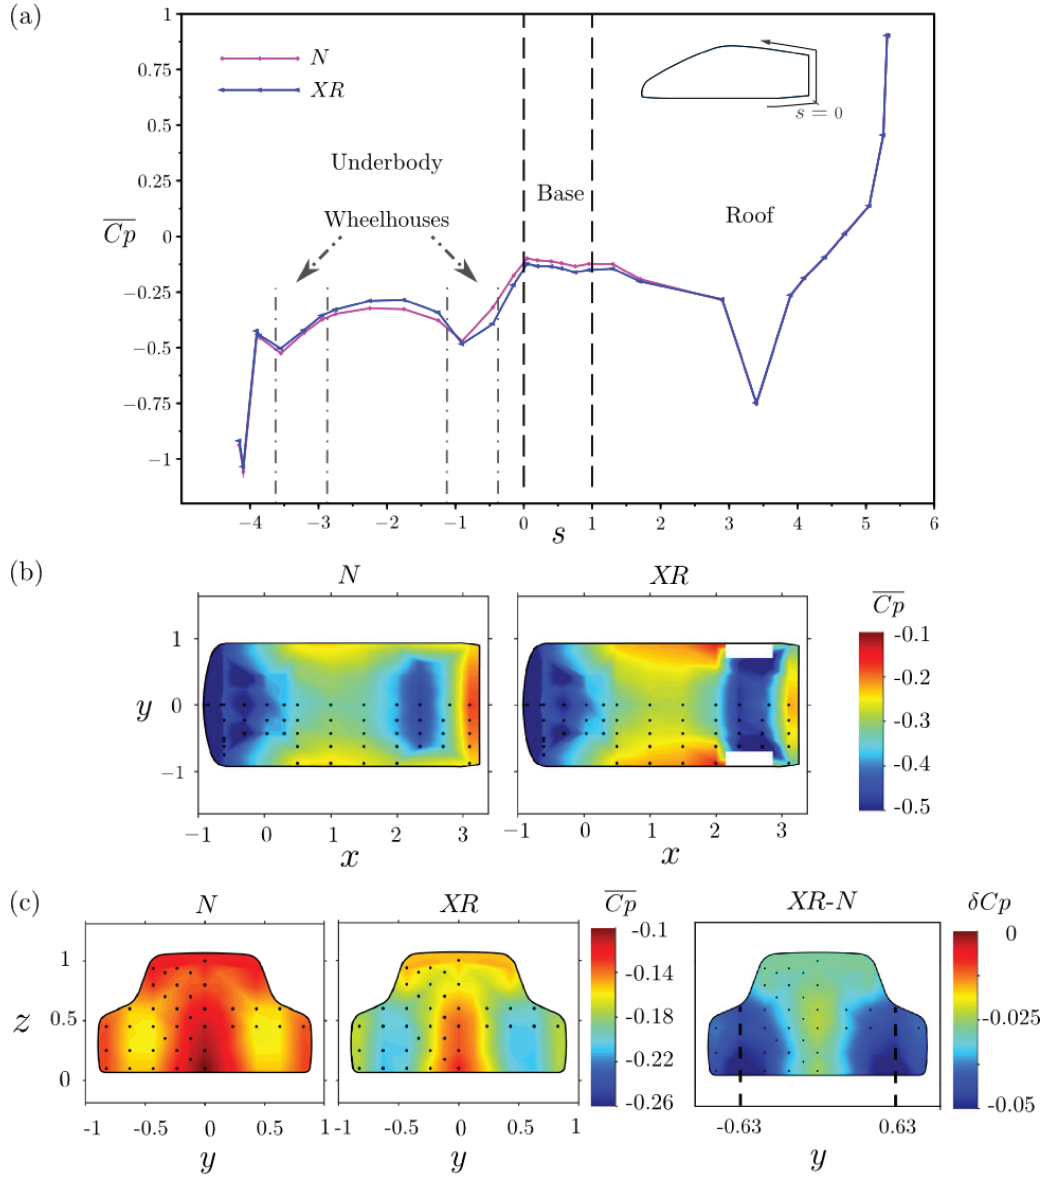 (a)
1
0.75
0.5
0.25
0
−0.25
−0.5
−0.75
−1
Cp
N
XR
Underbody
Wheelhouses
Base
Roof
s = 0
−4 −3 −2 −1 0 1 2 3 4 5 6
s
(b)
N XR
Cp
1
0
−1
y
−1 0 1 2 3
x
−1 0 1 2 3
x
-0.1
-0.2
-0.3
-0.4
-0.5
(c)
N XR Cp XR-N δCp
1
0.5
0
z
-1 -0.5 0 0.5 1
y
-0.5 0 0.5 1
y
-0.1
-0.14
-0.18
-0.22
-0.26
-0.63 0.63
y
0
-0.025
-0.05